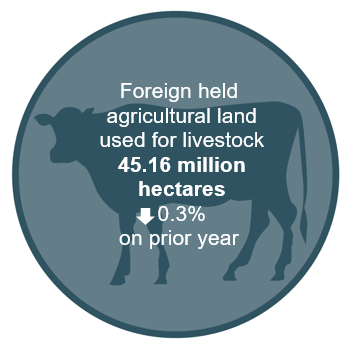 Foreign held
agricultural land
used for livestock
45.16 million
hectares
0.3%
on prior year